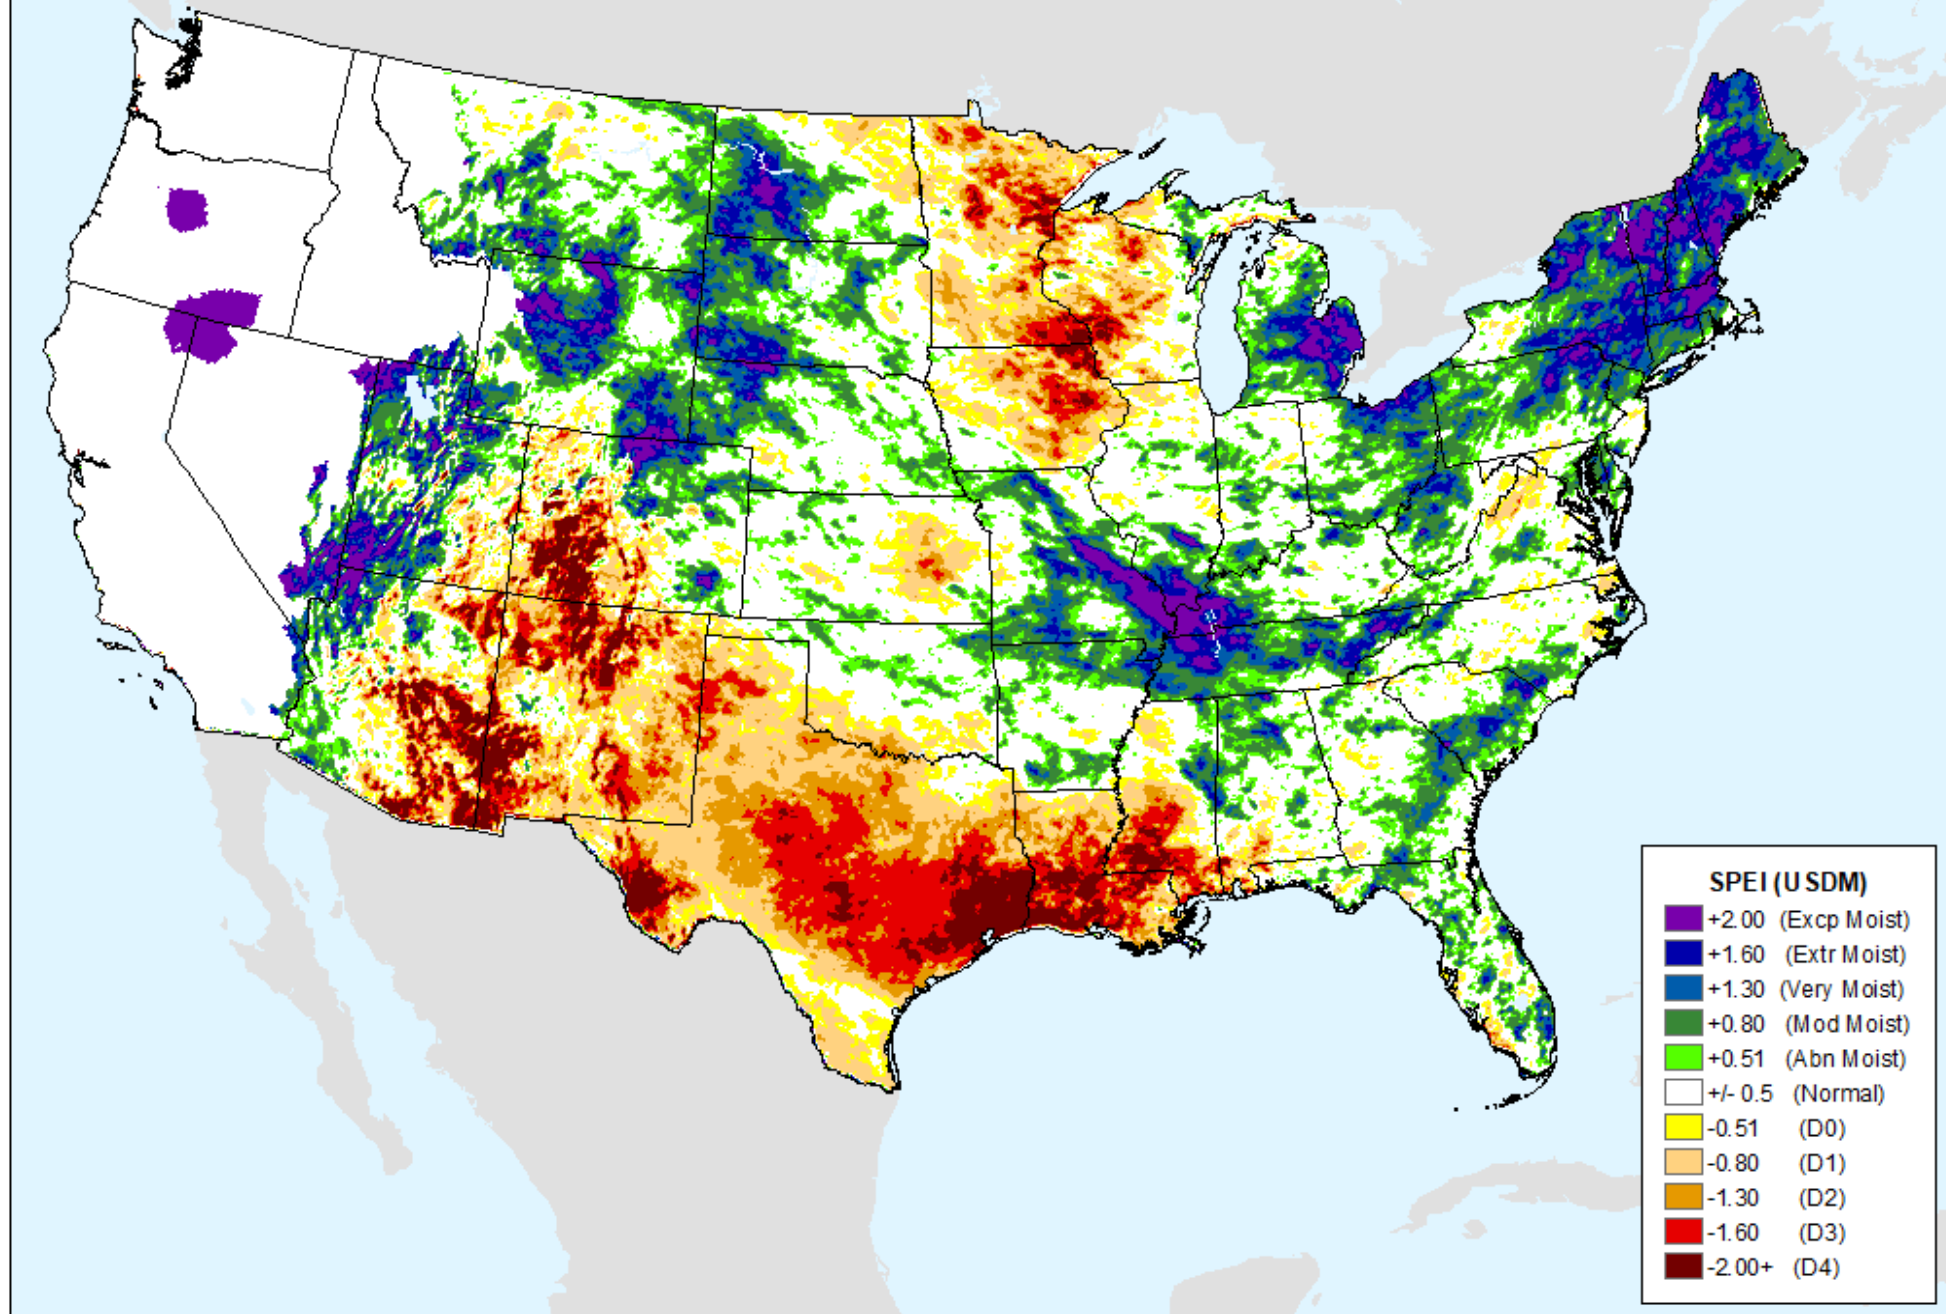 SPEI (USDM)
+2.00 (Excp Moist)
+1.60 (Extr Moist)
+1.30 (Very Moist)
+0.80 (Mod Moist)
+0.51 (Abn Moist)
+/- 0.5 (Normal)
-0.51 (D0)
-0.80 (D1)
-1.30 (D2)
-1.60 (D3)
-2.00+ (D4)